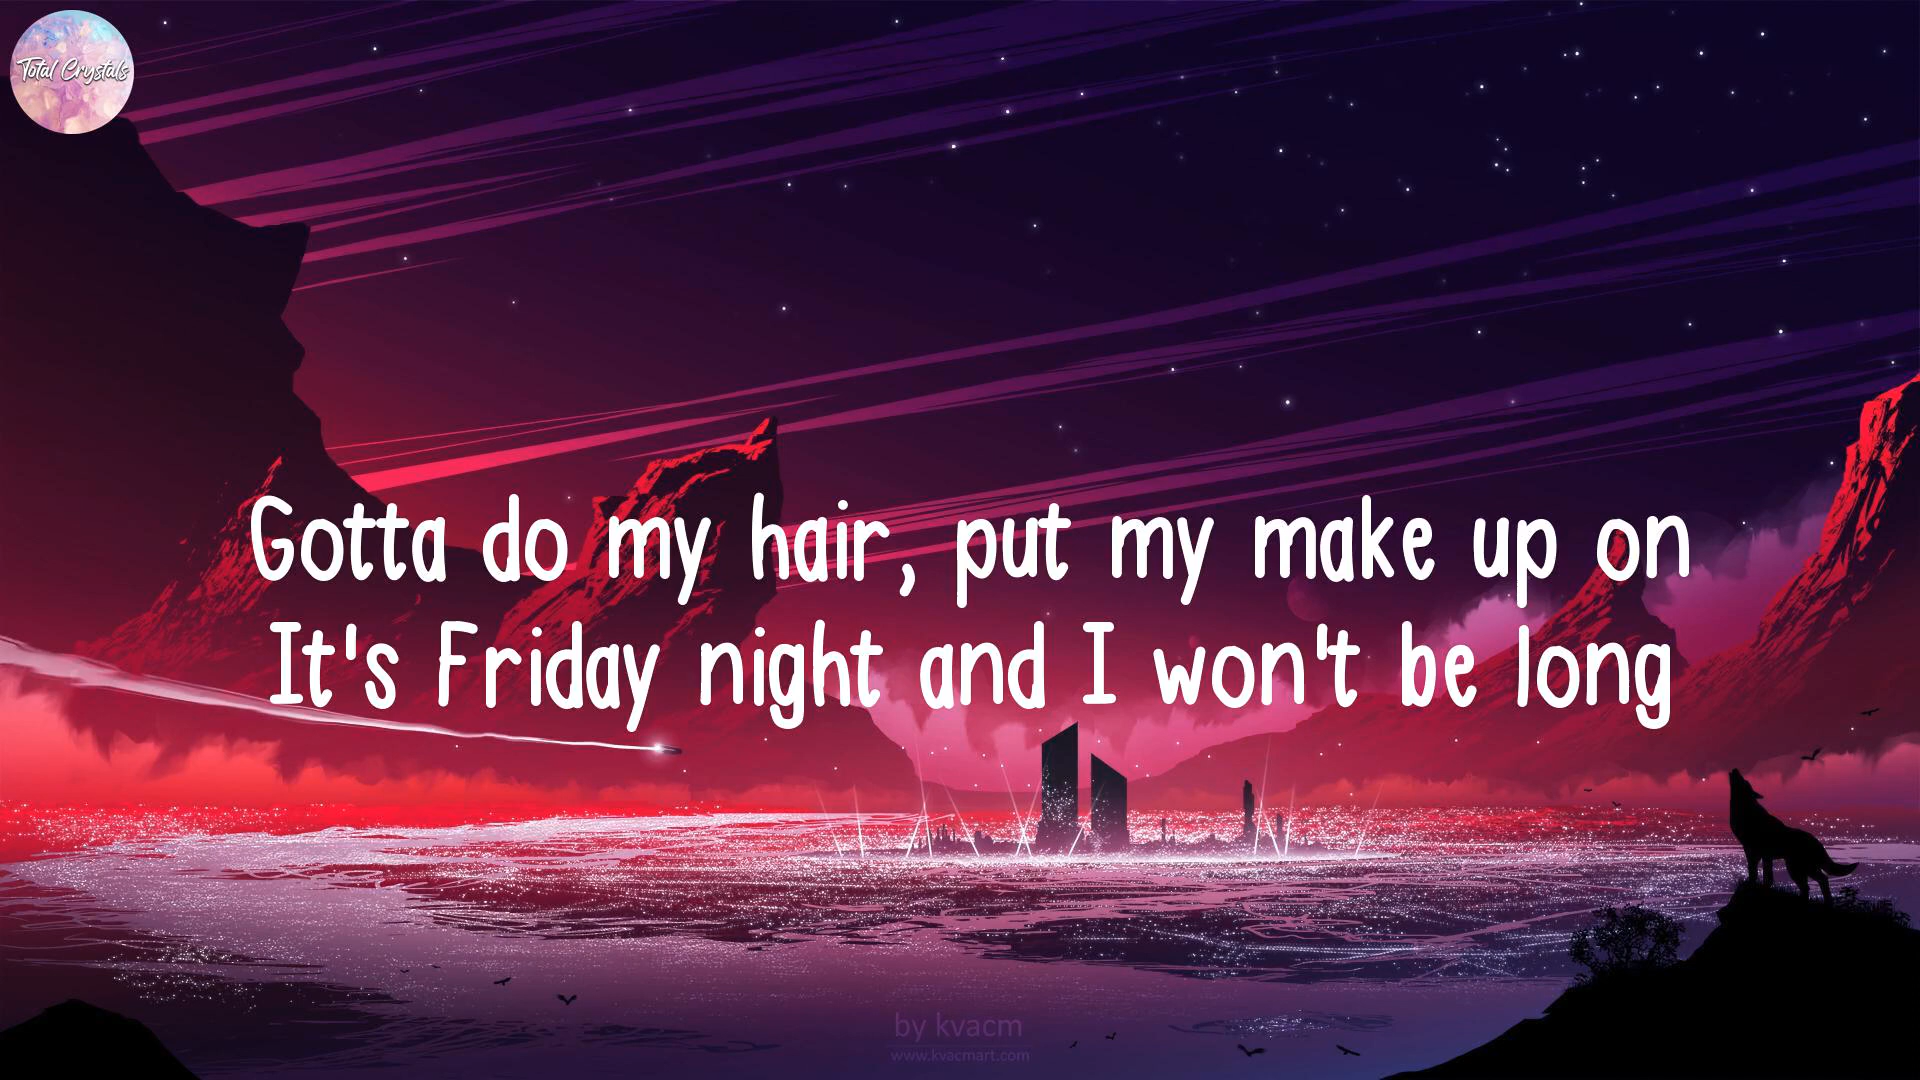 Total Crystals
Gotta do my hair, put my make up on
It's Friday night and I won't be long
by kvacm
www.kvacmart.com